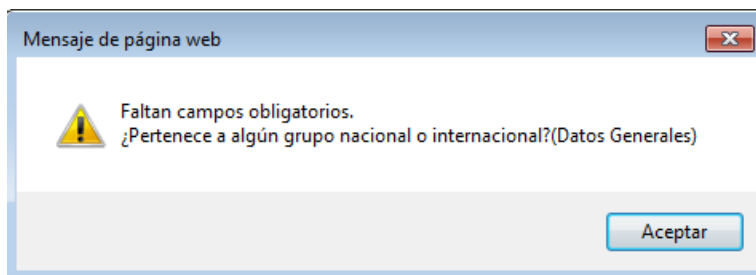 Mensaje de página web
Faltan campos obligatorios.
¿Pertenece a algún grupo nacional o internacional?(Datos Generales)
Aceptar